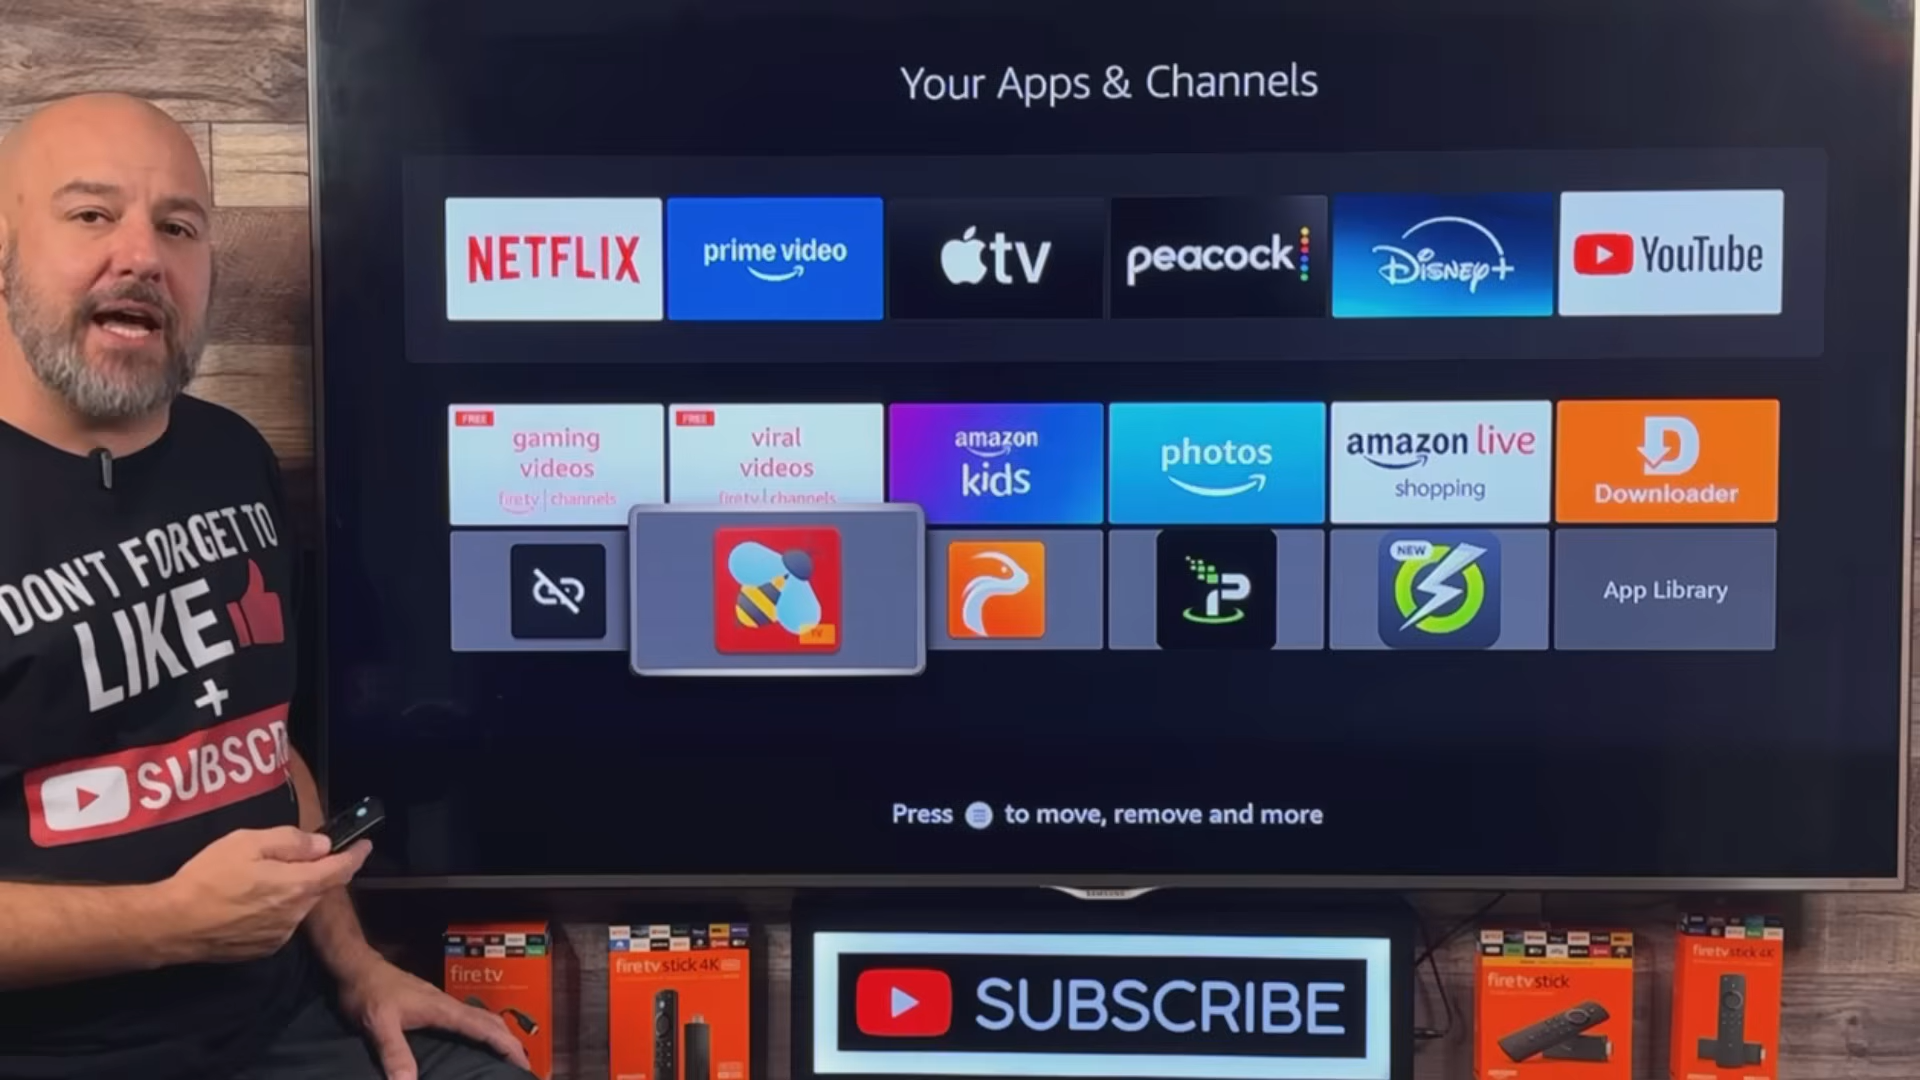 Your Apps & Channels
NETFLIX
prime video
tv
peacock
Disney+
YouTube
FREE
gaming
videos
firetv | channels
FREE
viral
videos
firetv | channels
amazon
kids
photos
amazon live
shopping
Downloader
TV
P
NEW
App Library
Press to move, remove and more
SAMSUNG
DON'T FORGET TO
LIKE
+
SUBSCR
fire tv
fire tv stick 4K
SUBSCRIBE
fire tv stick
fire tv stick 4K